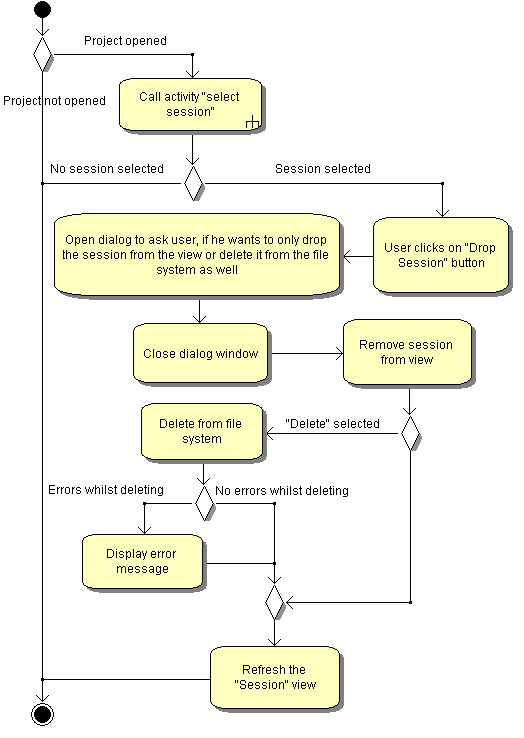 Project opened
Call activity "select
session"
Project not opened
No session selected
Session selected
Open dialog to ask user, if he wants to only drop
the session from the view or delete it from the file
system as well
User clicks on "Drop
Session" button
Close dialog window
Remove session
from view
Delete from file
system
"Delete" selected
Errors whilst deleting
No errors whilst deleting
Display error
message
Refresh the
"Session" view